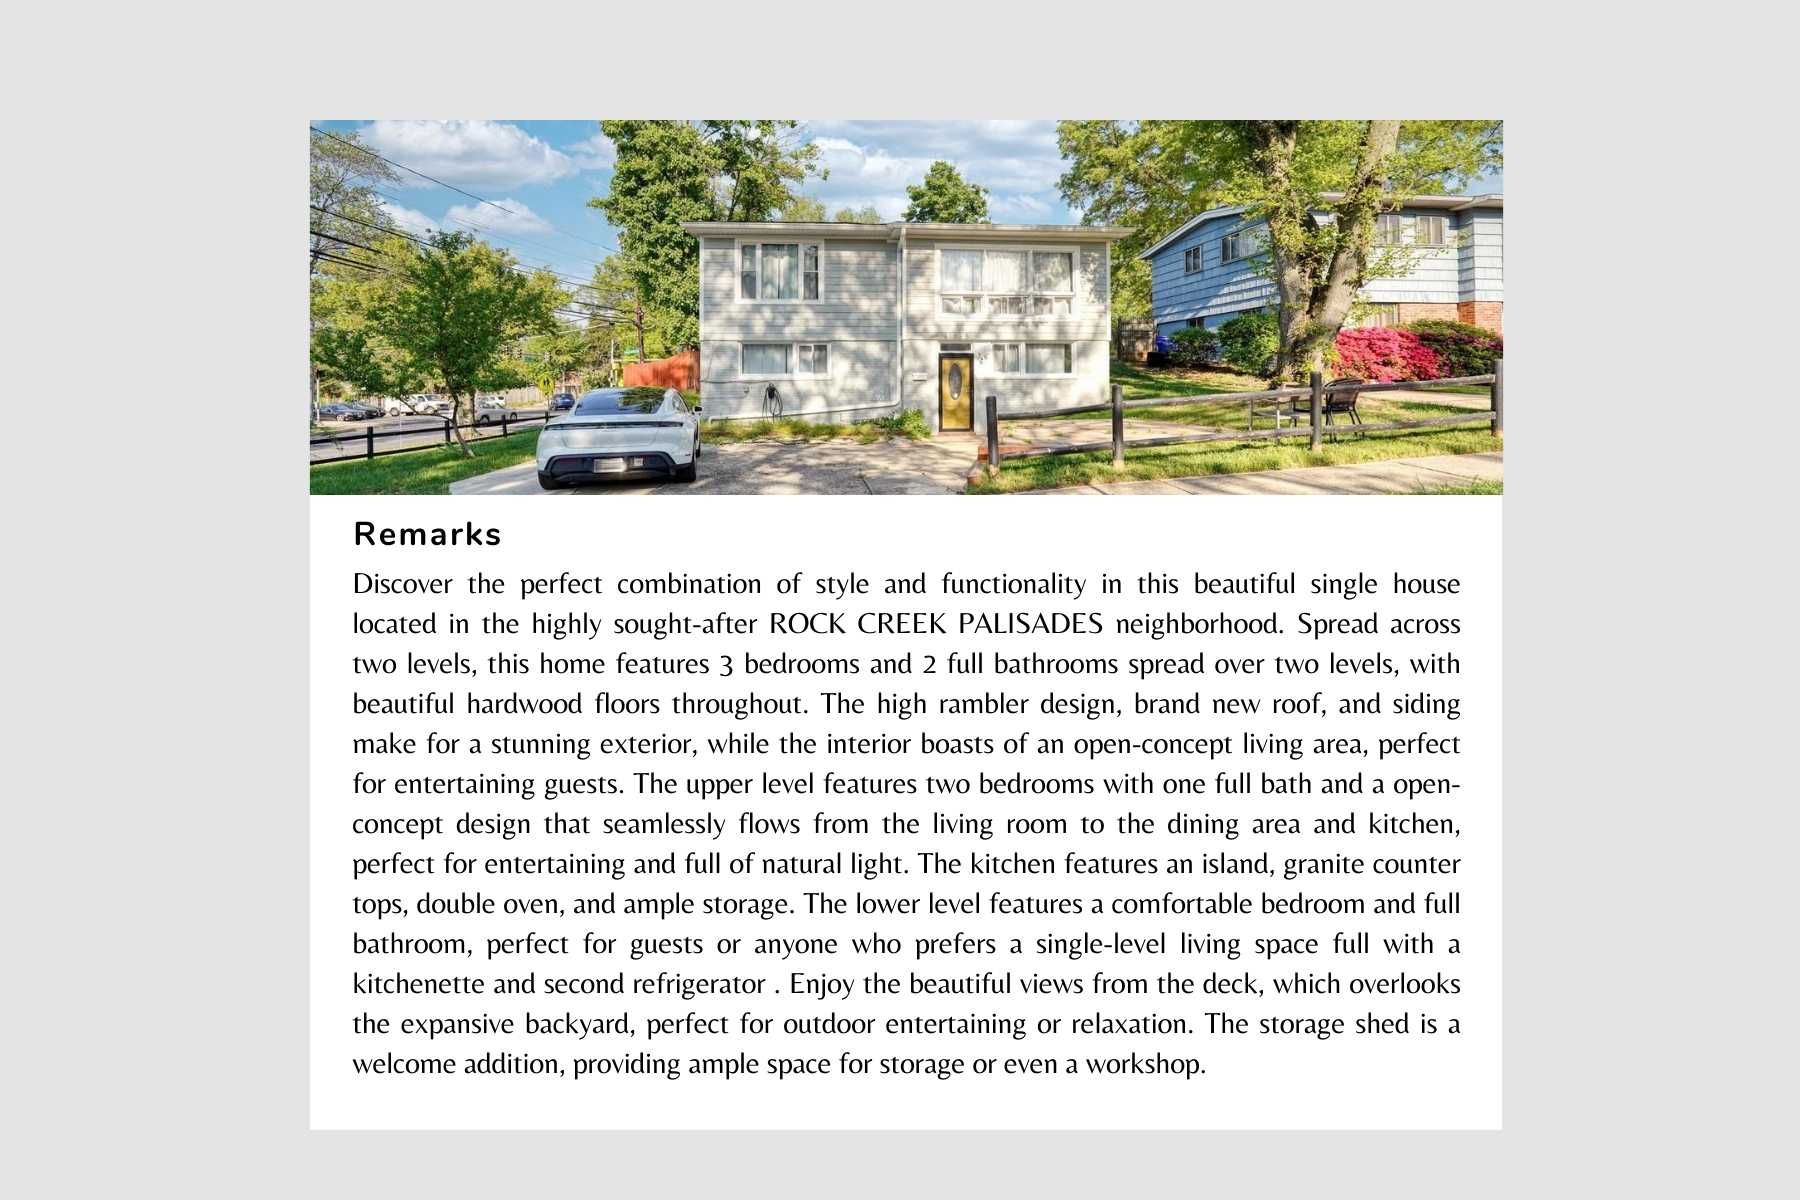 Remarks
Discover the perfect combination of style and functionality in this beautiful single house
located in the highly sought-after ROCK CREEK PALISADES neighborhood. Spread across
two levels, this home features 3 bedrooms and 2 full bathrooms spread over two levels, with
beautiful hardwood floors throughout. The high rambler design, brand new roof, and siding
make for a stunning exterior, while the interior boasts of an open-concept living area, perfect
for entertaining guests. The upper level features two bedrooms with one full bath and a open-
concept design that seamlessly flows from the living room to the dining area and kitchen,
perfect for entertaining and full of natural light. The kitchen features an island, granite counter
tops, double oven, and ample storage. The lower level features a comfortable bedroom and full
bathroom, perfect for guests or anyone who prefers a single-level living space full with a
kitchenette and second refrigerator . Enjoy the beautiful views from the deck, which overlooks
the expansive backyard, perfect for outdoor entertaining or relaxation. The storage shed is a
welcome addition, providing ample space for storage or even a workshop.